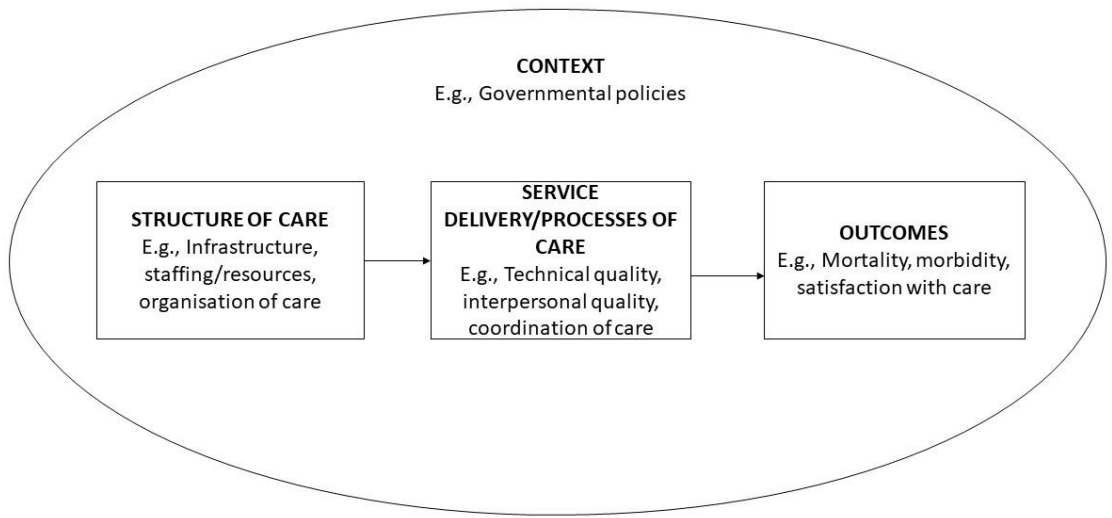 CONTEXT
E.g., Governmental policies
STRUCTURE OF CARE
E.g., Infrastructure,
staffing/resources,
organisation of care
SERVICE
DELIVERY/PROCESSES OF
CARE
E.g., Technical quality,
interpersonal quality,
coordination of care
OUTCOMES
E.g., Mortality, morbidity,
satisfaction with care